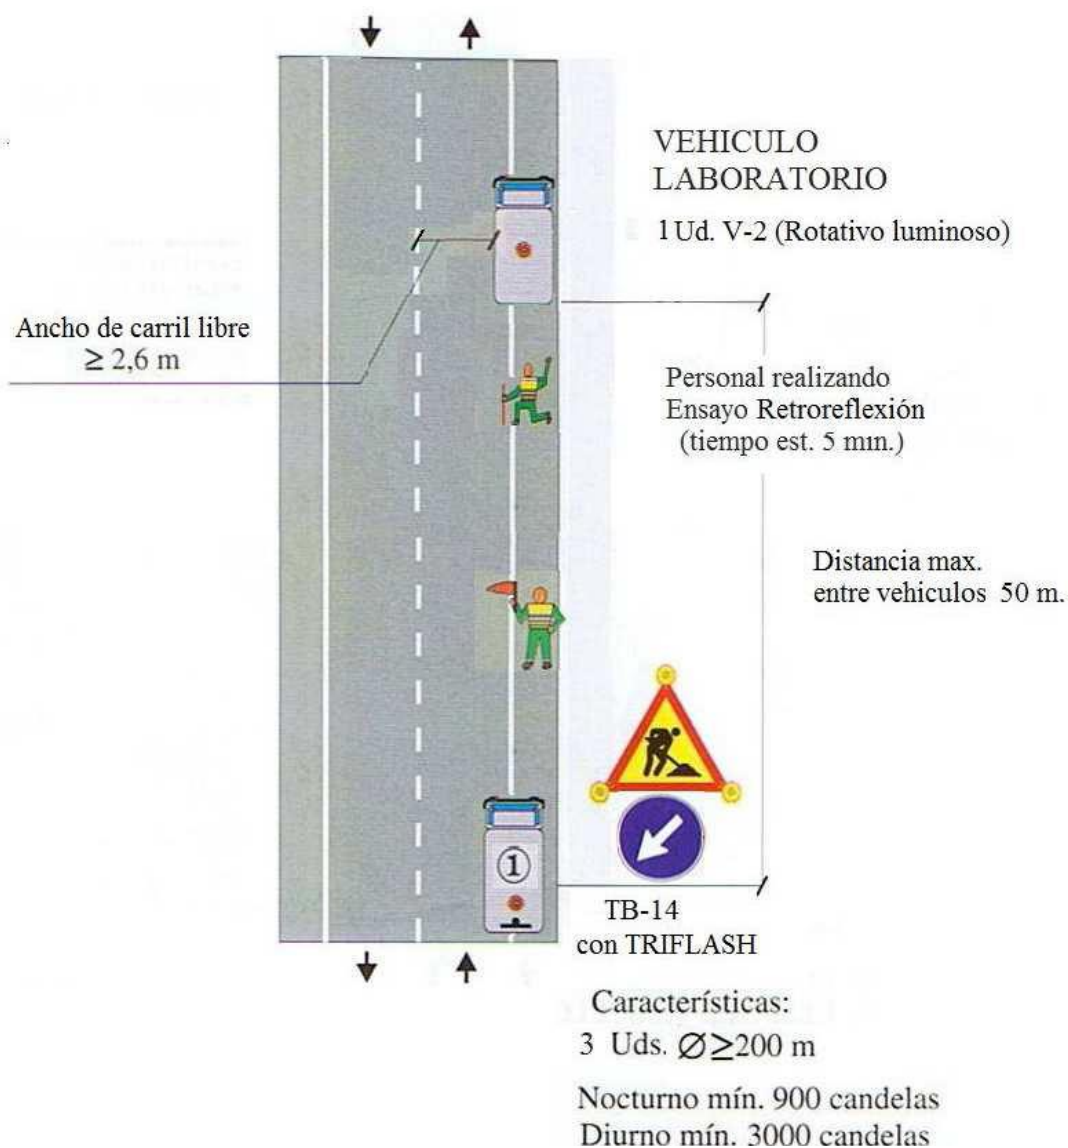 VEHICULO
LABORATORIO
1 Ud. V-2 (Rotativo luminoso)
Ancho de carril libre
≥ 2,6 m
Personal realizando
Ensayo Retroreflexión
(tiempo est. 5 min.)
Distancia max.
entre vehiculos 50 m.
1
TB-14
con TRIFLASH
Características:
3 Uds. Ø≥200 m
Nocturno mín. 900 candelas
Diurno mín. 3000 candelas